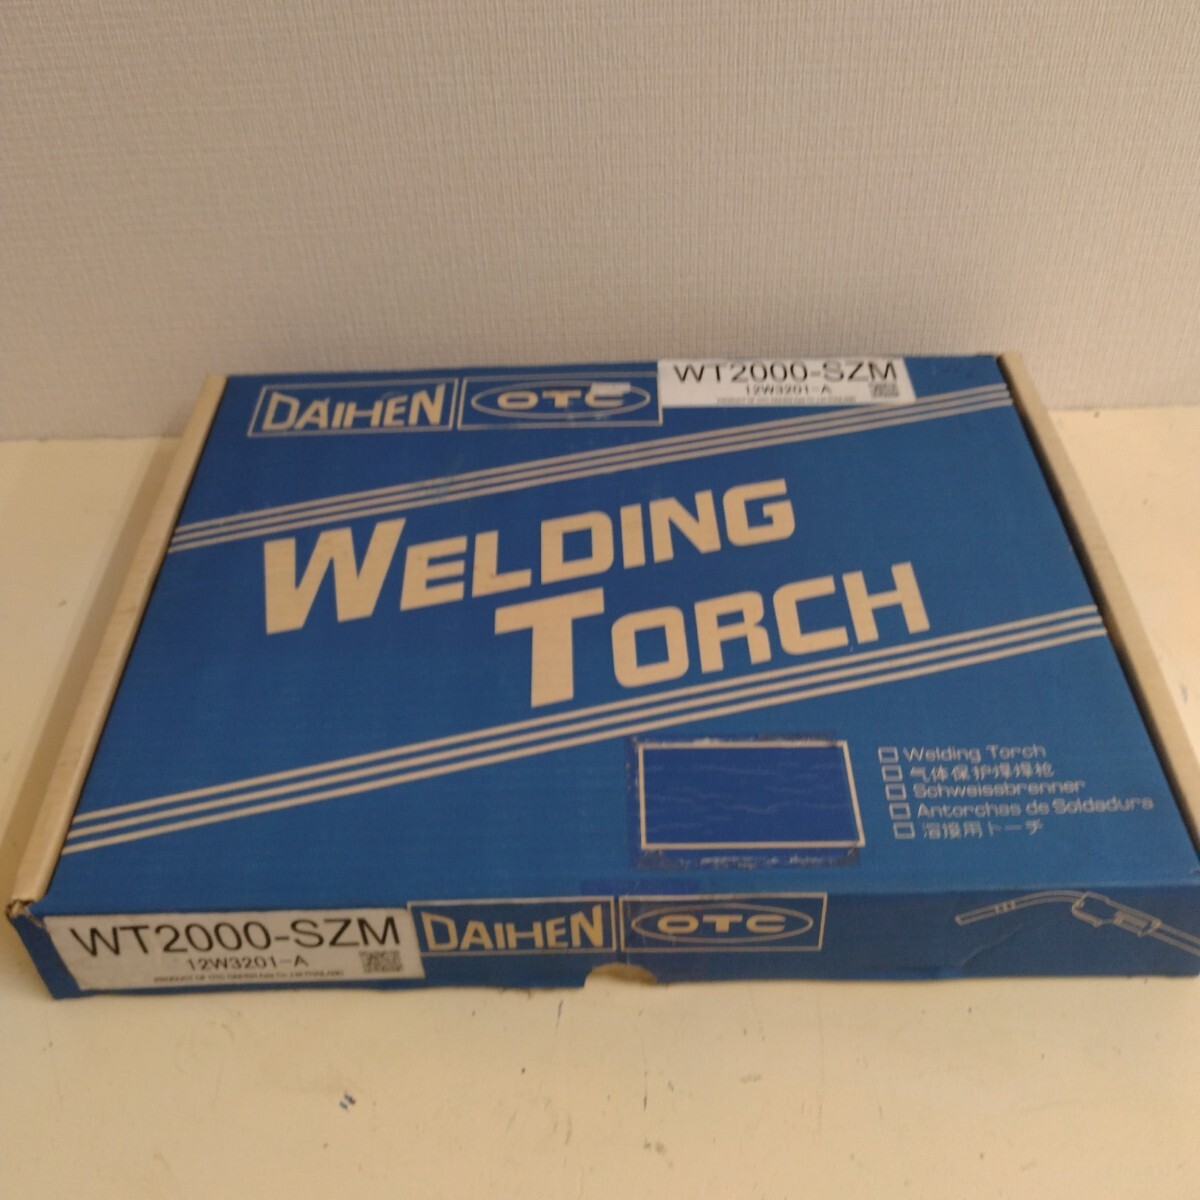 DAIHEN
OTC
WT2000-SZM
12W3201-A
WELDING
TORCH
Welding Torch
气体保护焊焊枪
Schweissbrenner
Antorchas de Soldadura
溶接用トーチ
WT2000-SZM
12W3201-A
DAIHEN
OTC